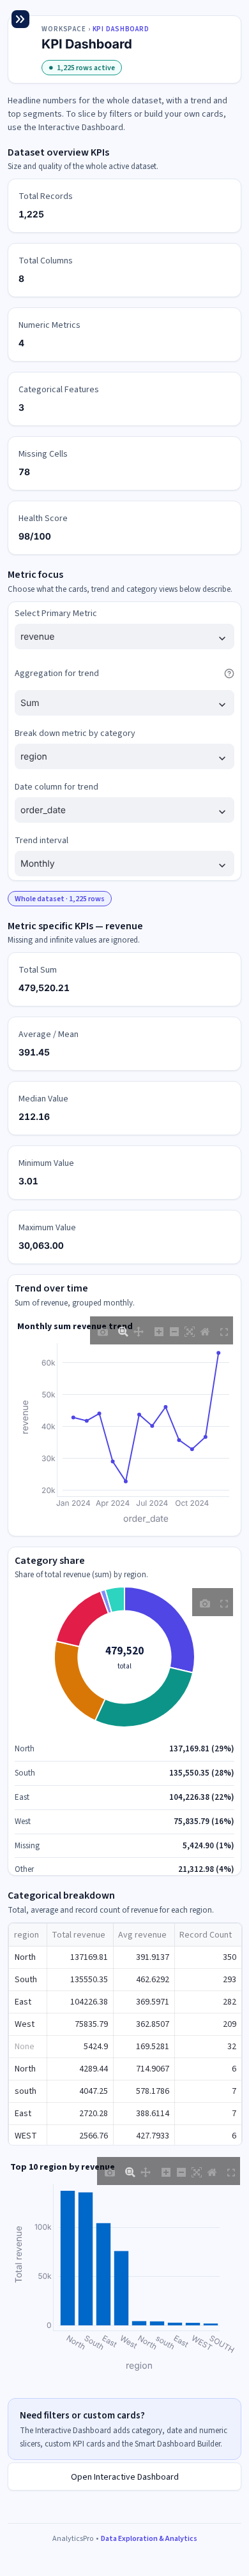 WORKSPACE › KPI DASHBOARD
KPI Dashboard
1,225 rows active
Headline numbers for the whole dataset, with a trend and
top segments. To slice by filters or build your own cards,
use the Interactive Dashboard.
Dataset overview KPIs
Size and quality of the whole active dataset.
Total Records
1,225
Total Columns
8
Numeric Metrics
4
Categorical Features
3
Missing Cells
78
Health Score
98/100
Metric focus
Choose what the cards, trend and category views below describe.
Select Primary Metric
revenue
Aggregation for trend
Sum
Break down metric by category
region
Date column for trend
order_date
Trend interval
Monthly
Whole dataset · 1,225 rows
Metric specific KPIs — revenue
Missing and infinite values are ignored.
Total Sum
479,520.21
Average / Mean
391.45
Median Value
212.16
Minimum Value
3.01
Maximum Value
30,063.00
Trend over time
Sum of revenue, grouped monthly.
Monthly sum revenue trend
60k
50k
40k
30k
20k
revenue
Jan 2024 Apr 2024 Jul 2024 Oct 2024
order_date
Category share
Share of total revenue (sum) by region.
479,520
total
North 137,169.81 (29%)
South 135,550.35 (28%)
East 104,226.38 (22%)
West 75,835.79 (16%)
Missing 5,424.90 (1%)
Other 21,312.98 (4%)
Categorical breakdown
Total, average and record count of revenue for each region.
region Total revenue Avg revenue Record Count
North 137169.81 391.9137 350
South 135550.35 462.6292 293
East 104226.38 369.5971 282
West 75835.79 362.8507 209
None 5424.9 169.5281 32
North 4289.44 714.9067 6
south 4047.25 578.1786 7
East 2720.28 388.6114 7
WEST 2566.76 427.7933 6
Top 10 region by revenue
100k
50k
0
Total revenue
North South East West North south East WEST SOUTH
region
Need filters or custom cards?
The Interactive Dashboard adds category, date and numeric
slicers, custom KPI cards and the Smart Dashboard Builder.
Open Interactive Dashboard
AnalyticsPro • Data Exploration & Analytics